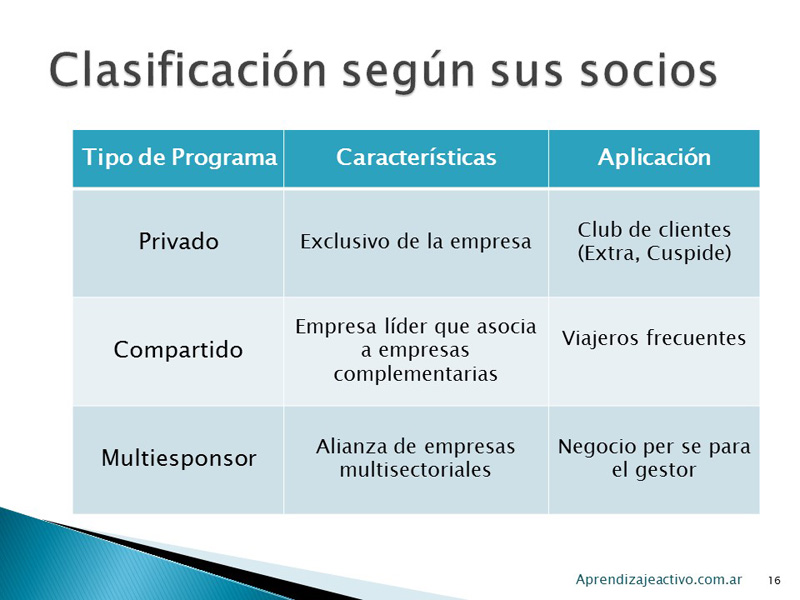 Clasificación según sus socios
Tipo de Programa
Características
Aplicación
Privado
Exclusivo de la empresa
Club de clientes
(Extra, Cuspide)
Compartido
Empresa líder que asocia
a empresas
complementarias
Viajeros frecuentes
Multiesponsor
Alianza de empresas
multisectoriales
Negocio per se para
el gestor
Aprendizajeactivo.com.ar
16